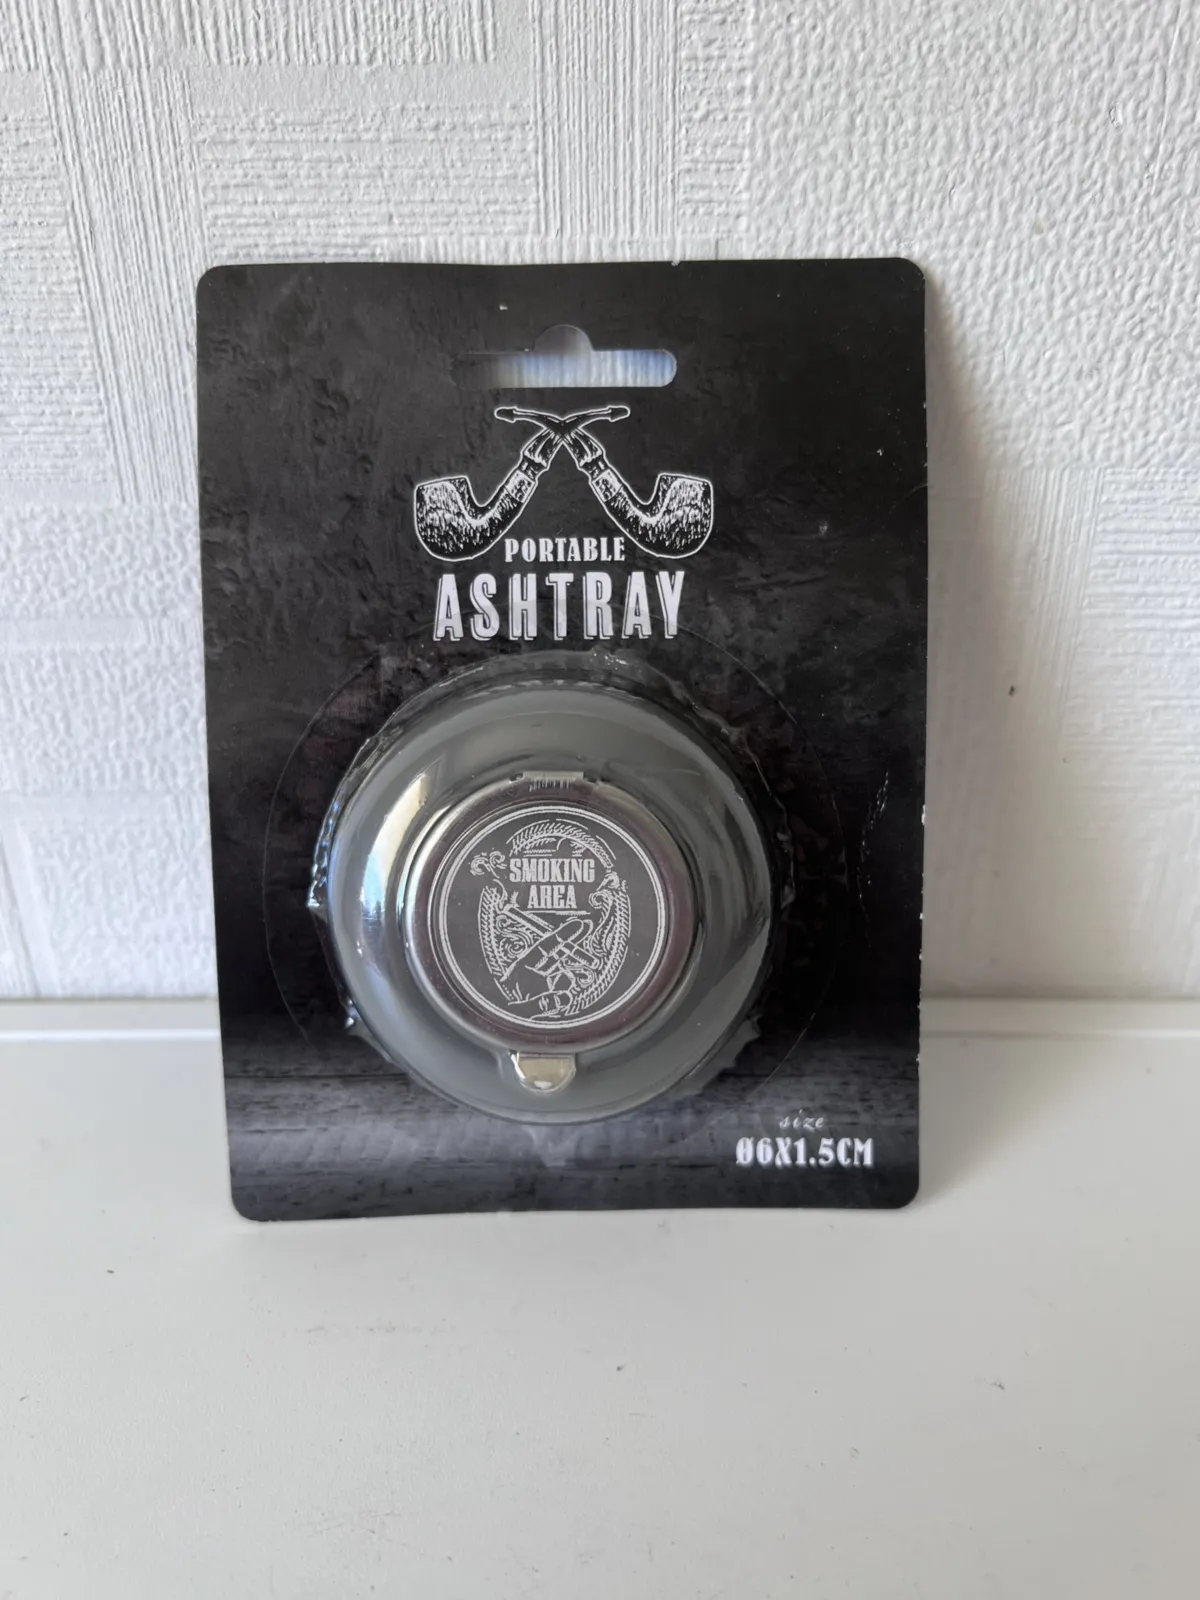 PORTABLE
ASHTRAY
SMOKING
AREA
size
Ø6X1.5CM